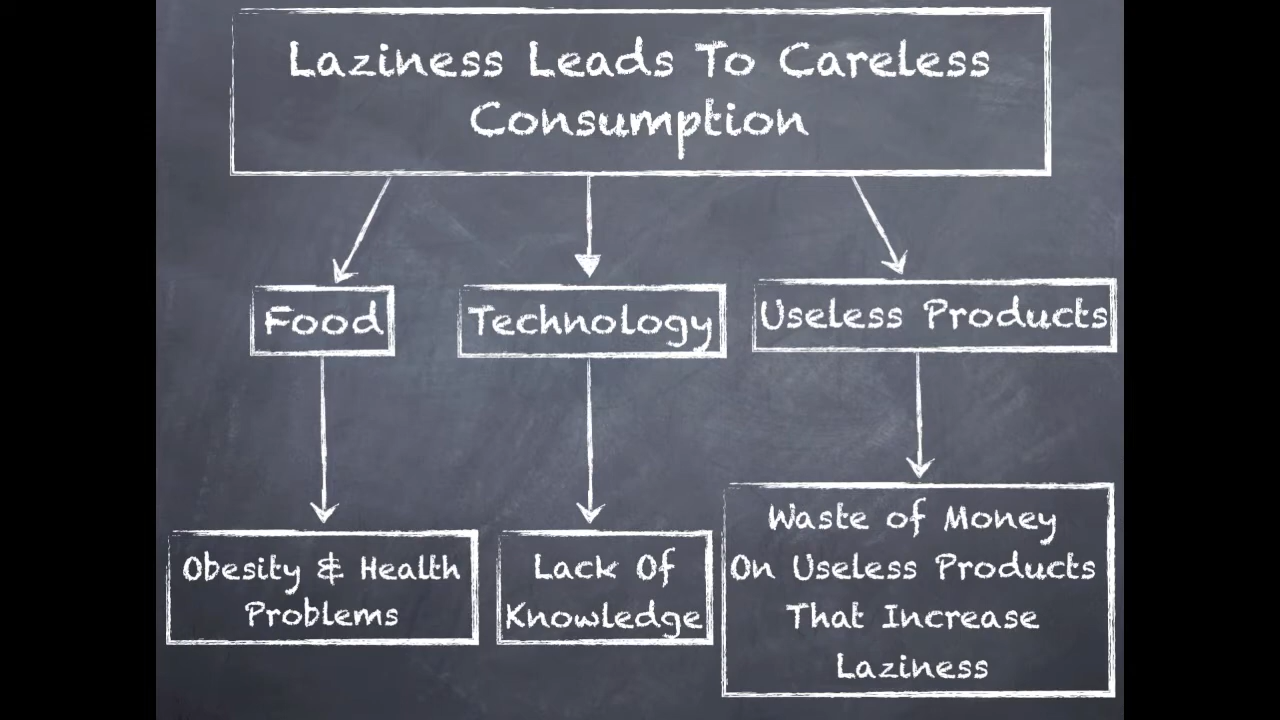 Laziness Leads To Careless
Consumption
Food
Technology
Useless Products
Obesity & Health
Problems
Lack Of
Knowledge
Waste of Money
On Useless Products
That Increase
Laziness